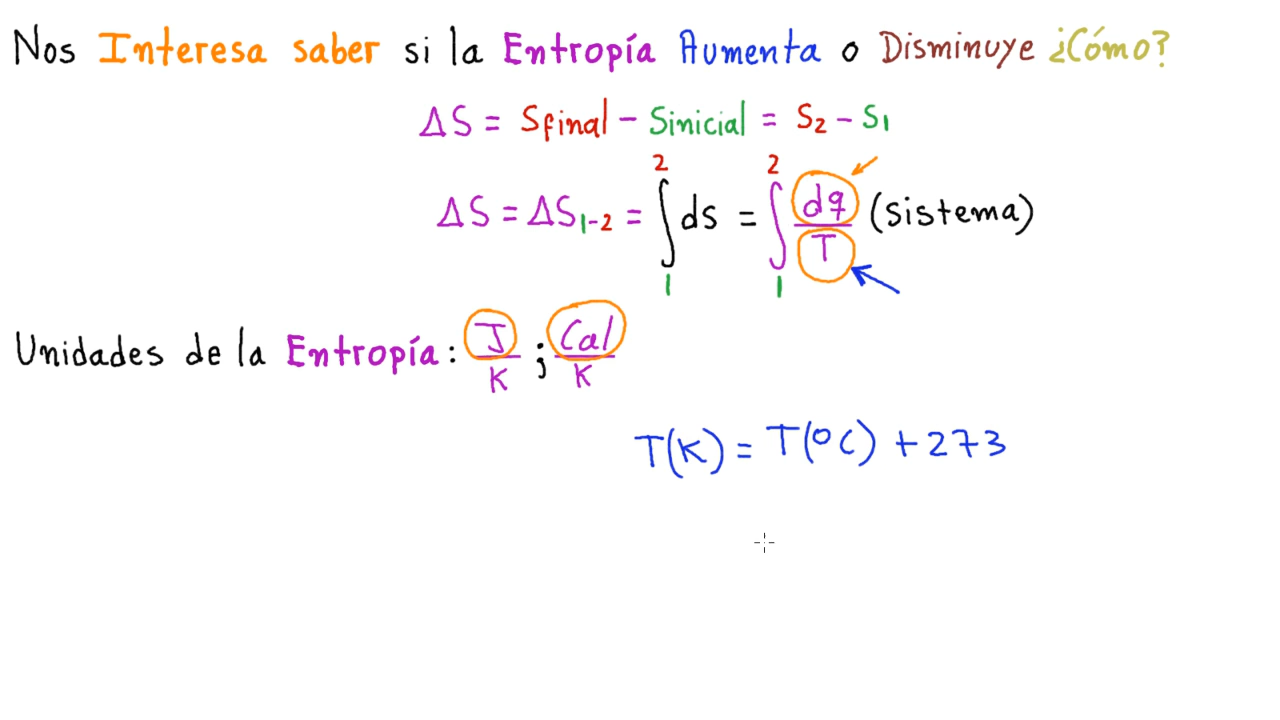 Nos Interesa saber si la Entropía Aumenta o Disminuye ¿Cómo?
ΔS = Sfinal - Sinicial = S2 - S1
ΔS = ΔS1-2 = ∫₁² ds = ∫₁² dq/T (sistema)
Unidades de la Entropía: J/K ; Cal/K
T(K) = T(ºC) + 273